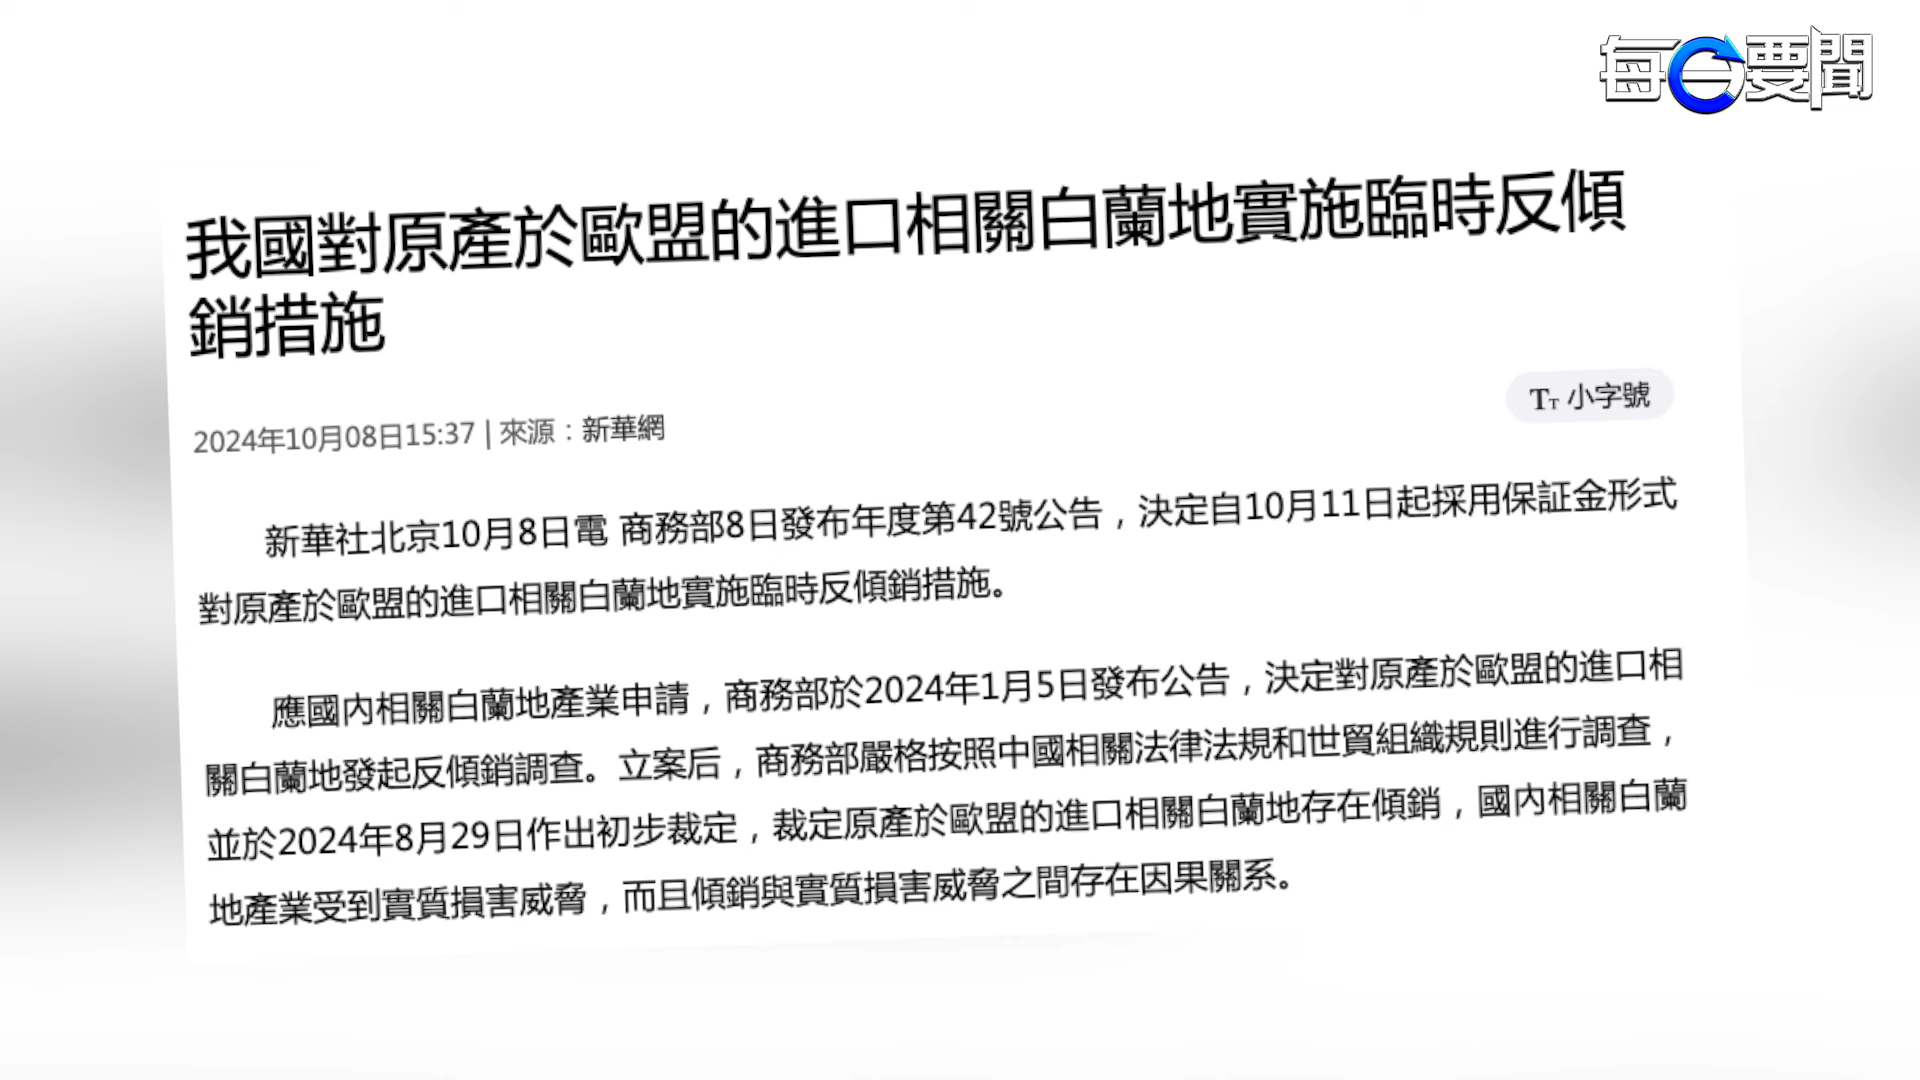 每日要聞
我國對原產於歐盟的進口相關白蘭地實施臨時反傾
銷措施
TT 小字號
2024年10月08日15:37 | 來源：新華網
新華社北京10月8日電 商務部8日發布年度第42號公告，決定自10月11日起採用保証金形式
對原產於歐盟的進口相關白蘭地實施臨時反傾銷措施。
應國內相關白蘭地產業申請，商務部於2024年1月5日發布公告，決定對原產於歐盟的進口相
關白蘭地發起反傾銷調查。立案后，商務部嚴格按照中國相關法律法規和世貿組織規則進行調查，
並於2024年8月29日作出初步裁定，裁定原產於歐盟的進口相關白蘭地存在傾銷，國內相關白蘭
地產業受到實質損害威脅，而且傾銷與實質損害威脅之間存在因果關系。